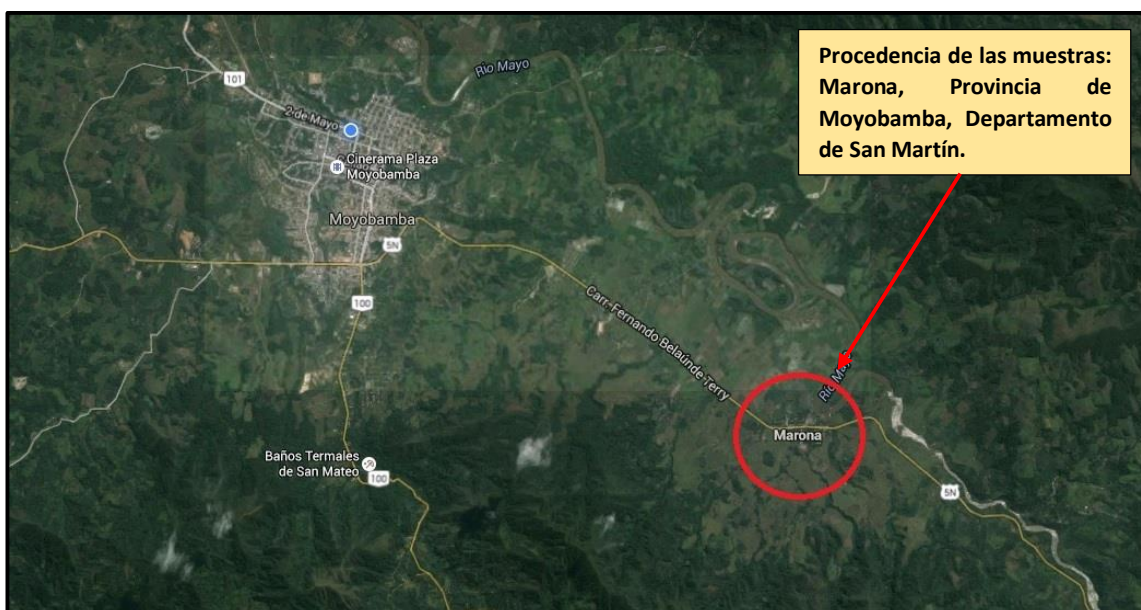 Procedencia de las muestras:
Marona, Provincia de
Moyobamba, Departamento
de San Martín.
Río Mayo
101
2 de Mayo
Cinerama Plaza
Moyobamba
Moyobamba
5N
100
Carr. Fernando Belaúnde Terry
Río Mayo
Marona
Baños Termales
de San Mateo
100
5N